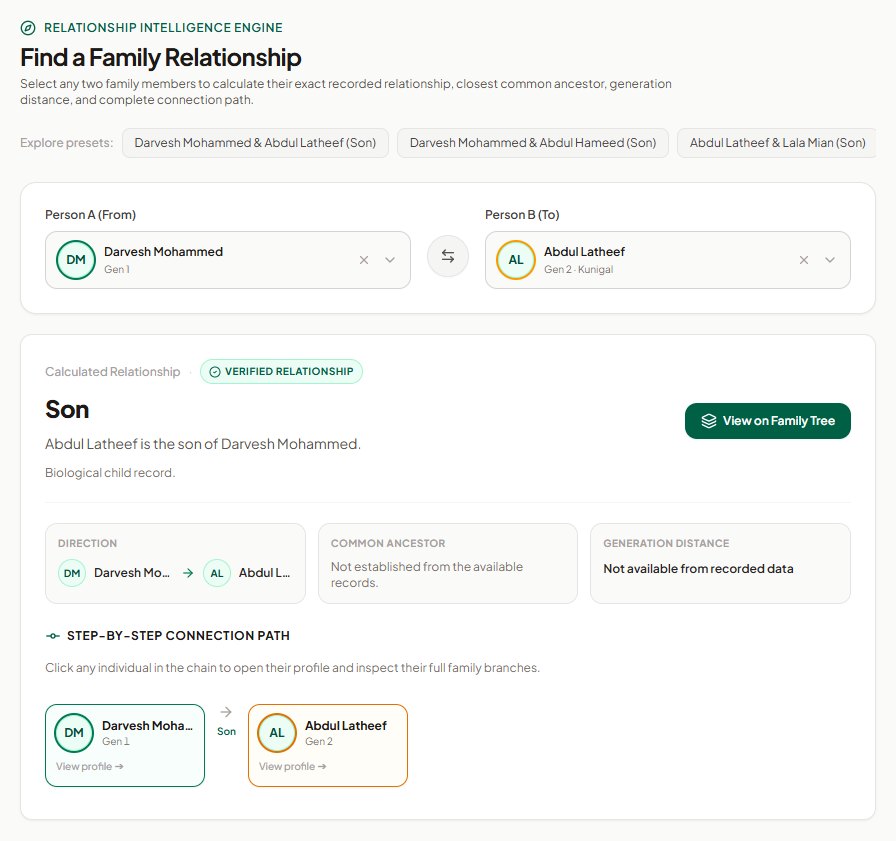 RELATIONSHIP INTELLIGENCE ENGINE
Find a Family Relationship
Select any two family members to calculate their exact recorded relationship, closest common ancestor, generation
distance, and complete connection path.
Explore presets: Darvesh Mohammed & Abdul Latheef (Son) Darvesh Mohammed & Abdul Hameed (Son) Abdul Latheef & Lala Mian (Son)
Person A (From) Person B (To)
DM Darvesh Mohammed AL Abdul Latheef
Gen 1 Gen 2 · Kunigal
Calculated Relationship · VERIFIED RELATIONSHIP
Son
View on Family Tree
Abdul Latheef is the son of Darvesh Mohammed.
Biological child record.
DIRECTION
DM Darvesh Mo... → AL Abdul L...
COMMON ANCESTOR
Not established from the available
records.
GENERATION DISTANCE
Not available from recorded data
STEP-BY-STEP CONNECTION PATH
Click any individual in the chain to open their profile and inspect their full family branches.
DM Darvesh Moha...
Gen 1
View profile →
→
Son
AL Abdul Latheef
Gen 2
View profile →